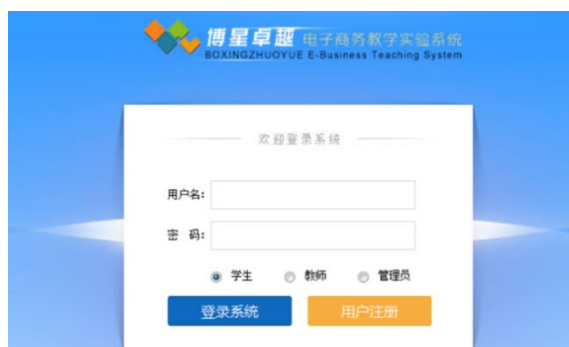 博星卓越 电子商务教学实验系统
BOXINGZHUOYUE E-Business Teaching System
欢迎登录系统
用户名:
密 码:
学生 教师 管理员
登录系统 用户注册